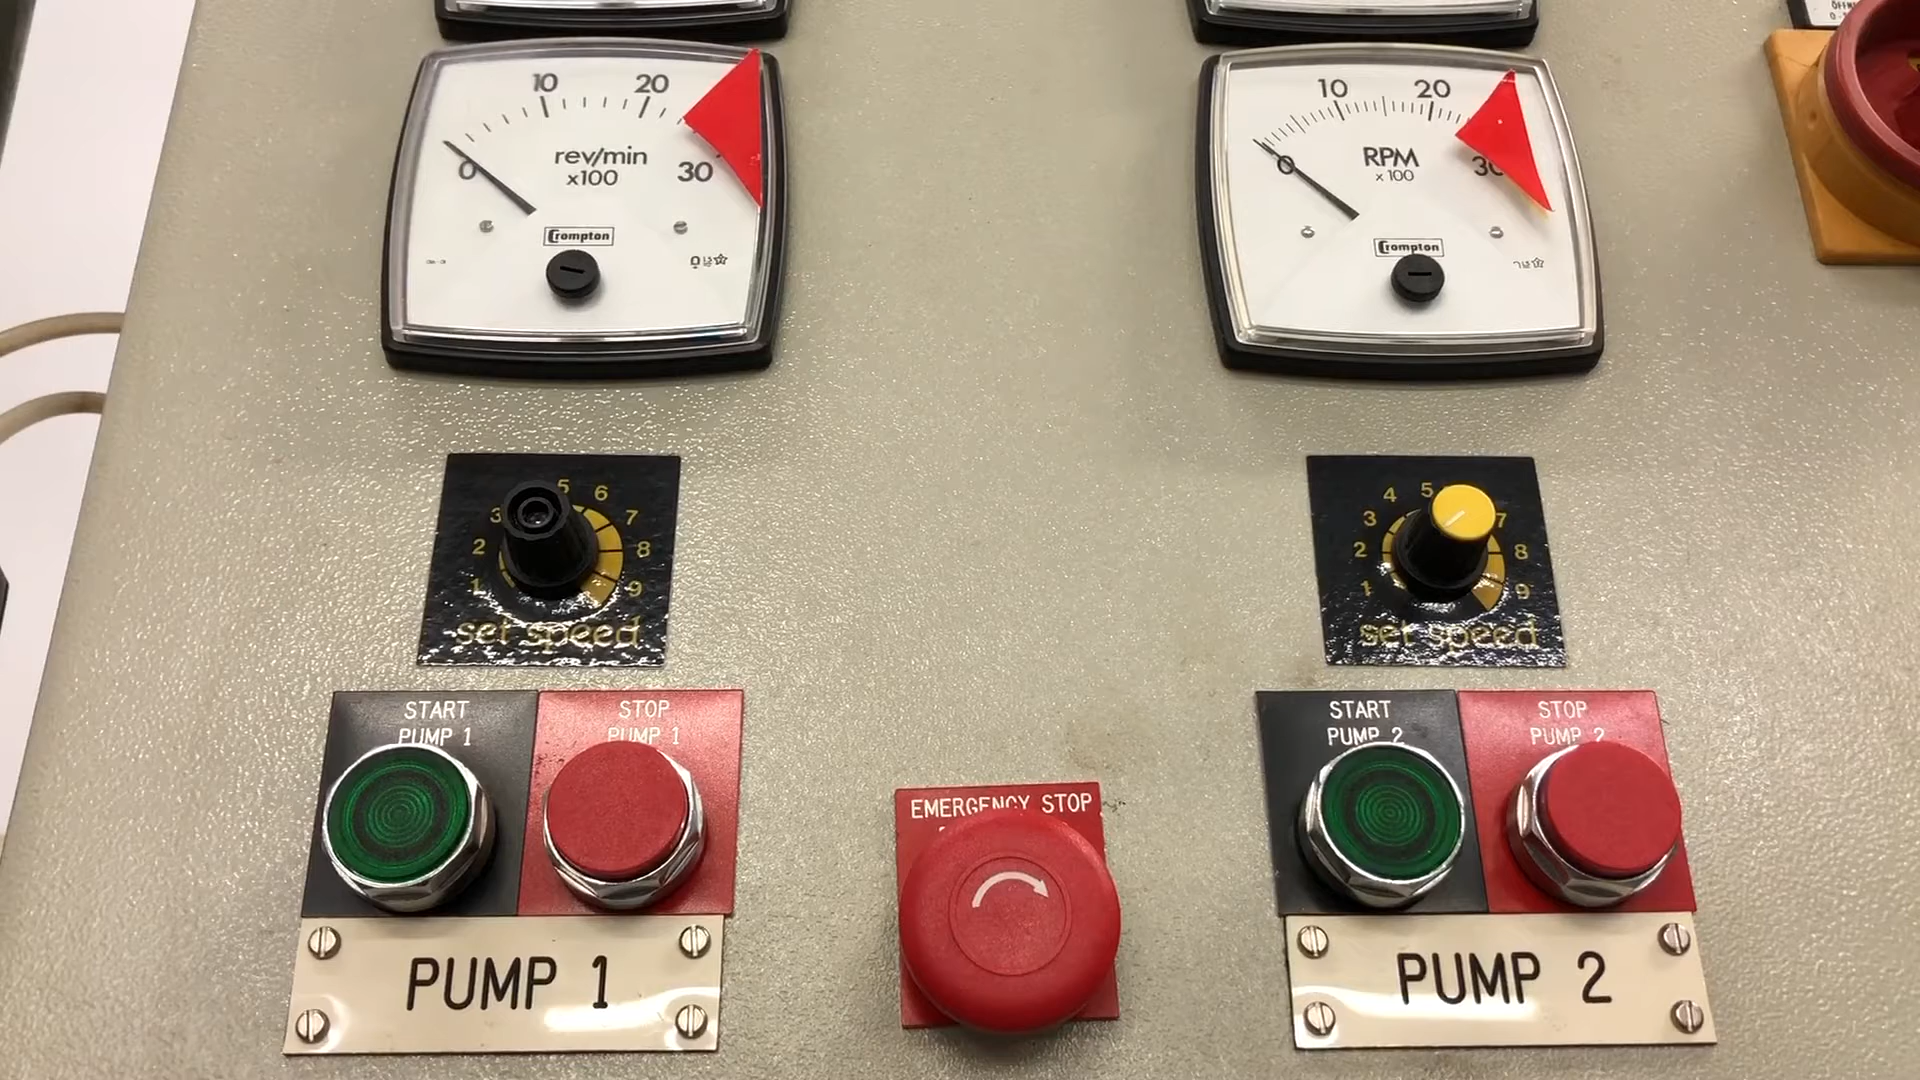 10 20
rev/min
x100
0 30
Crompton
10 20
RPM
x 100
0 30
Crompton
3 5 6
2 7
1 8
9
set speed
4 5
3 7
2 8
1 9
set speed
START
PUMP 1
STOP
PUMP 1
EMERGENCY STOP
START
PUMP 2
STOP
PUMP 2
PUMP 1
PUMP 2